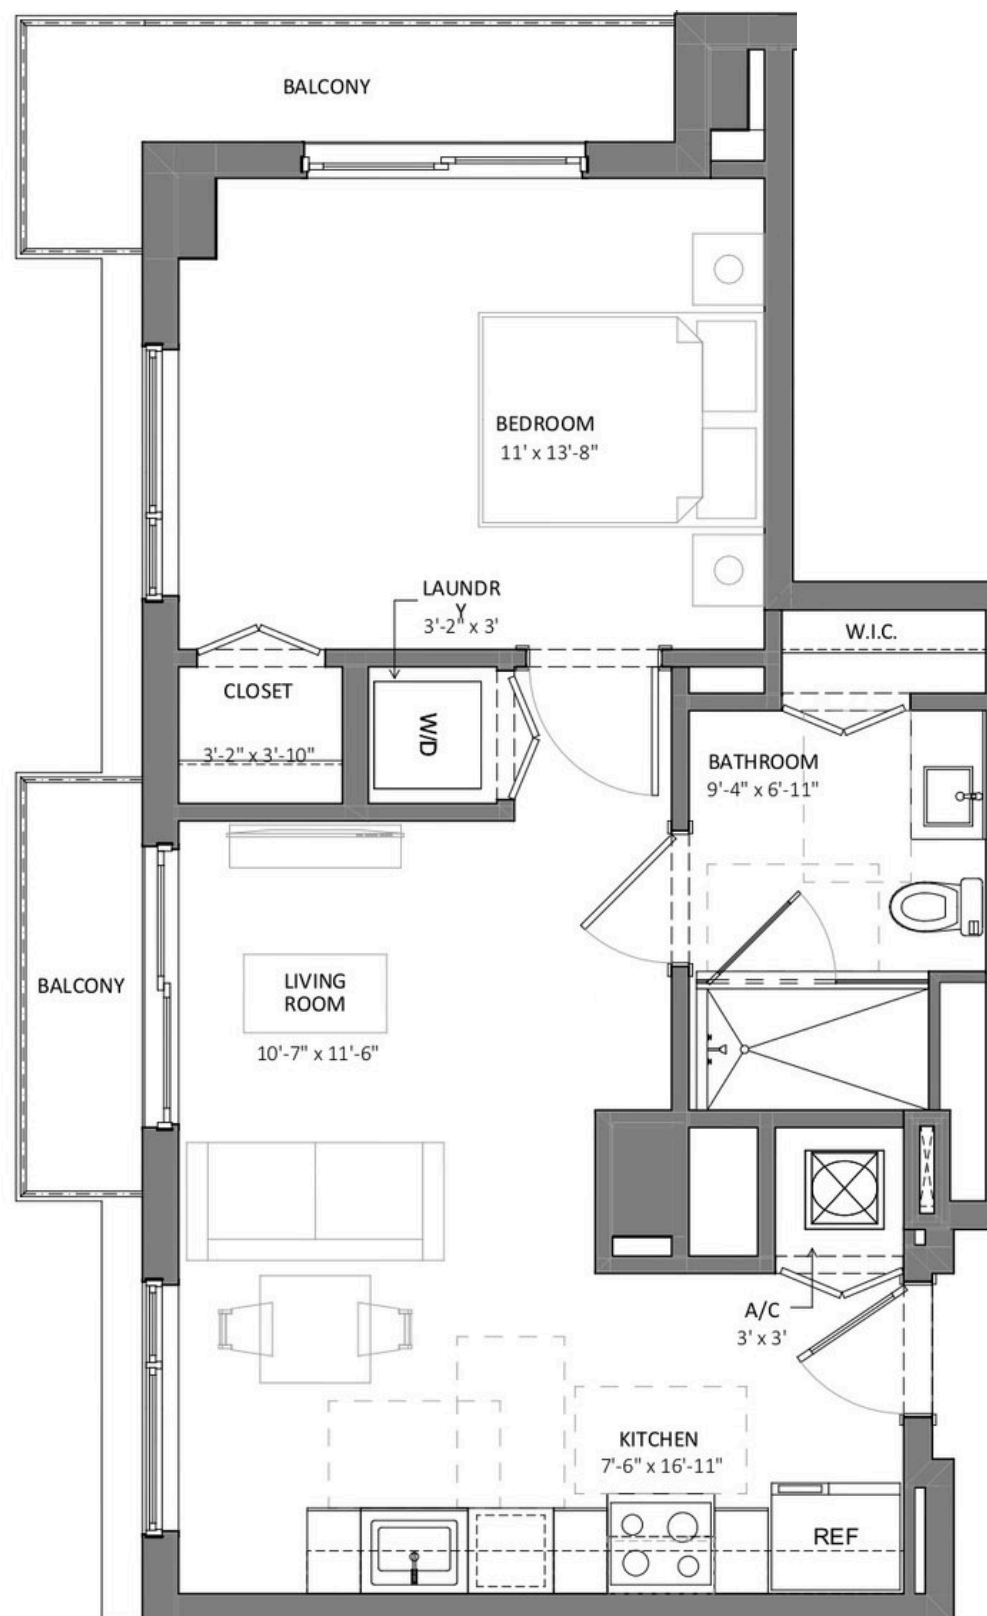 BALCONY
BEDROOM
11' x 13'-8"
LAUNDR
Y
3'-2" x 3'
W.I.C.
CLOSET
3'-2" x 3'-10"
W/D
BATHROOM
9'-4" x 6'-11"
BALCONY
LIVING
ROOM
10'-7" x 11'-6"
A/C
3' x 3'
KITCHEN
7'-6" x 16'-11"
REF